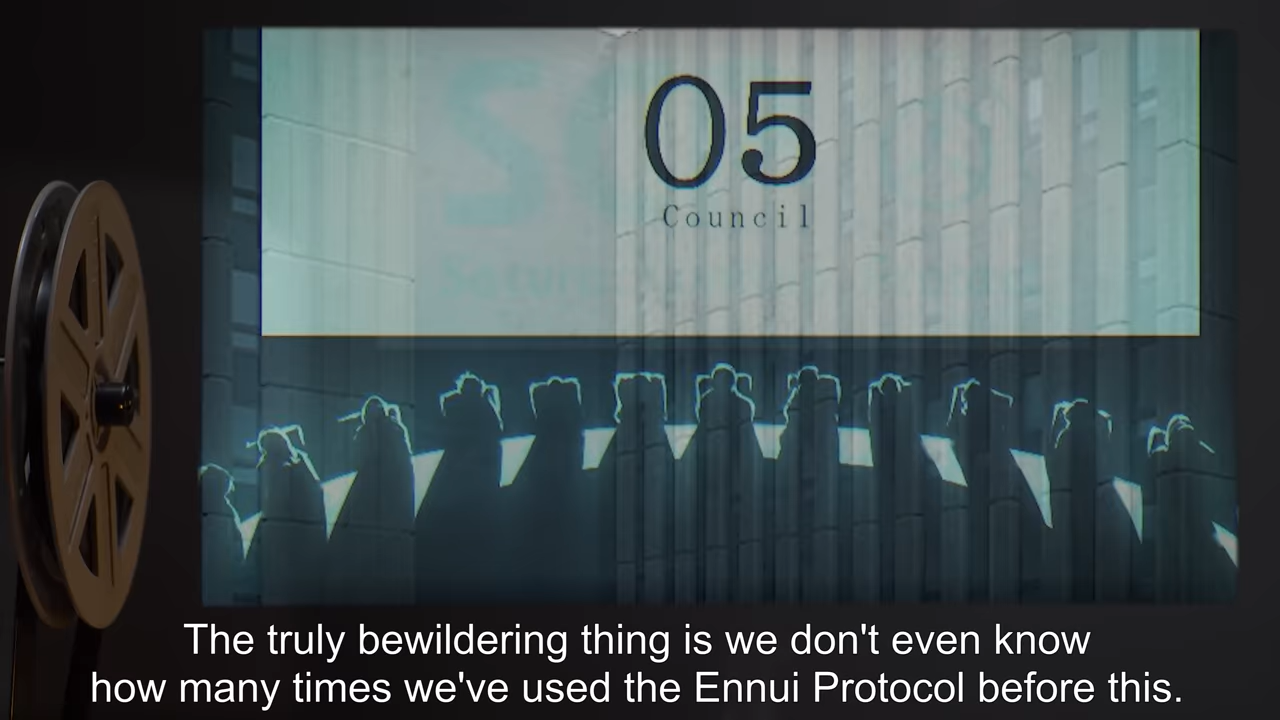 05
Council
The truly bewildering thing is we don't even know
how many times we've used the Ennui Protocol before this.